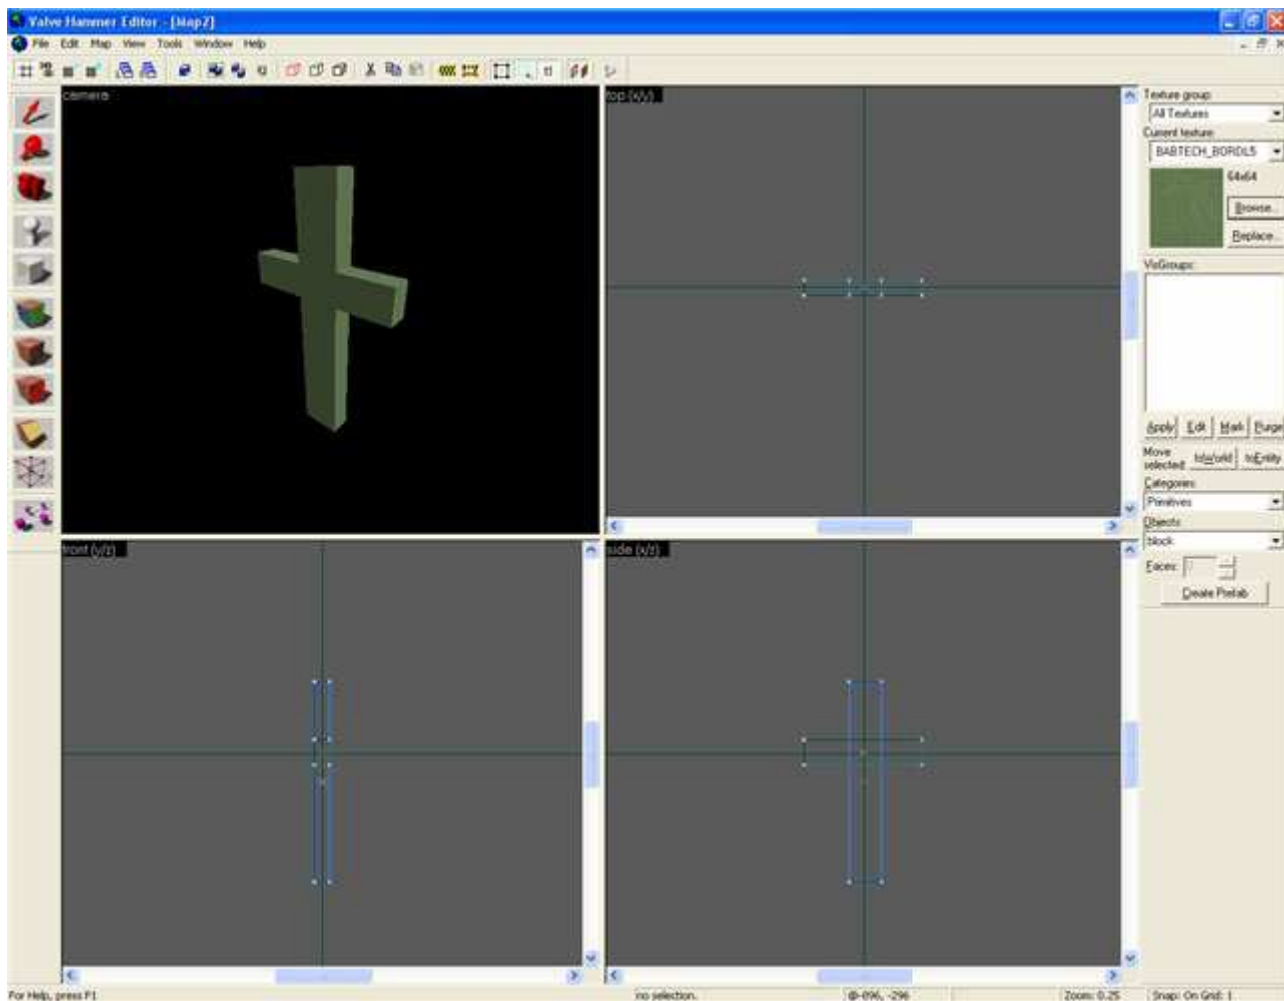 Valve Hammer Editor - [Map2]
File Edit Map View Tools Window Help
camera
top (x/y)
Texture group:
All Textures
Current texture:
BABTECH_BORDL5
64x64
Browse...
Replace...
VisGroups:
Apply Edit Mark Purge
Move selected: toWorld toEntity
Categories:
Primitives
Objects:
block
front (y/z)
side (x/z)
Faces:
Create Prefab
For Help, press F1
no selection.
Zoom: 0.25
Snap: On Grid: 1